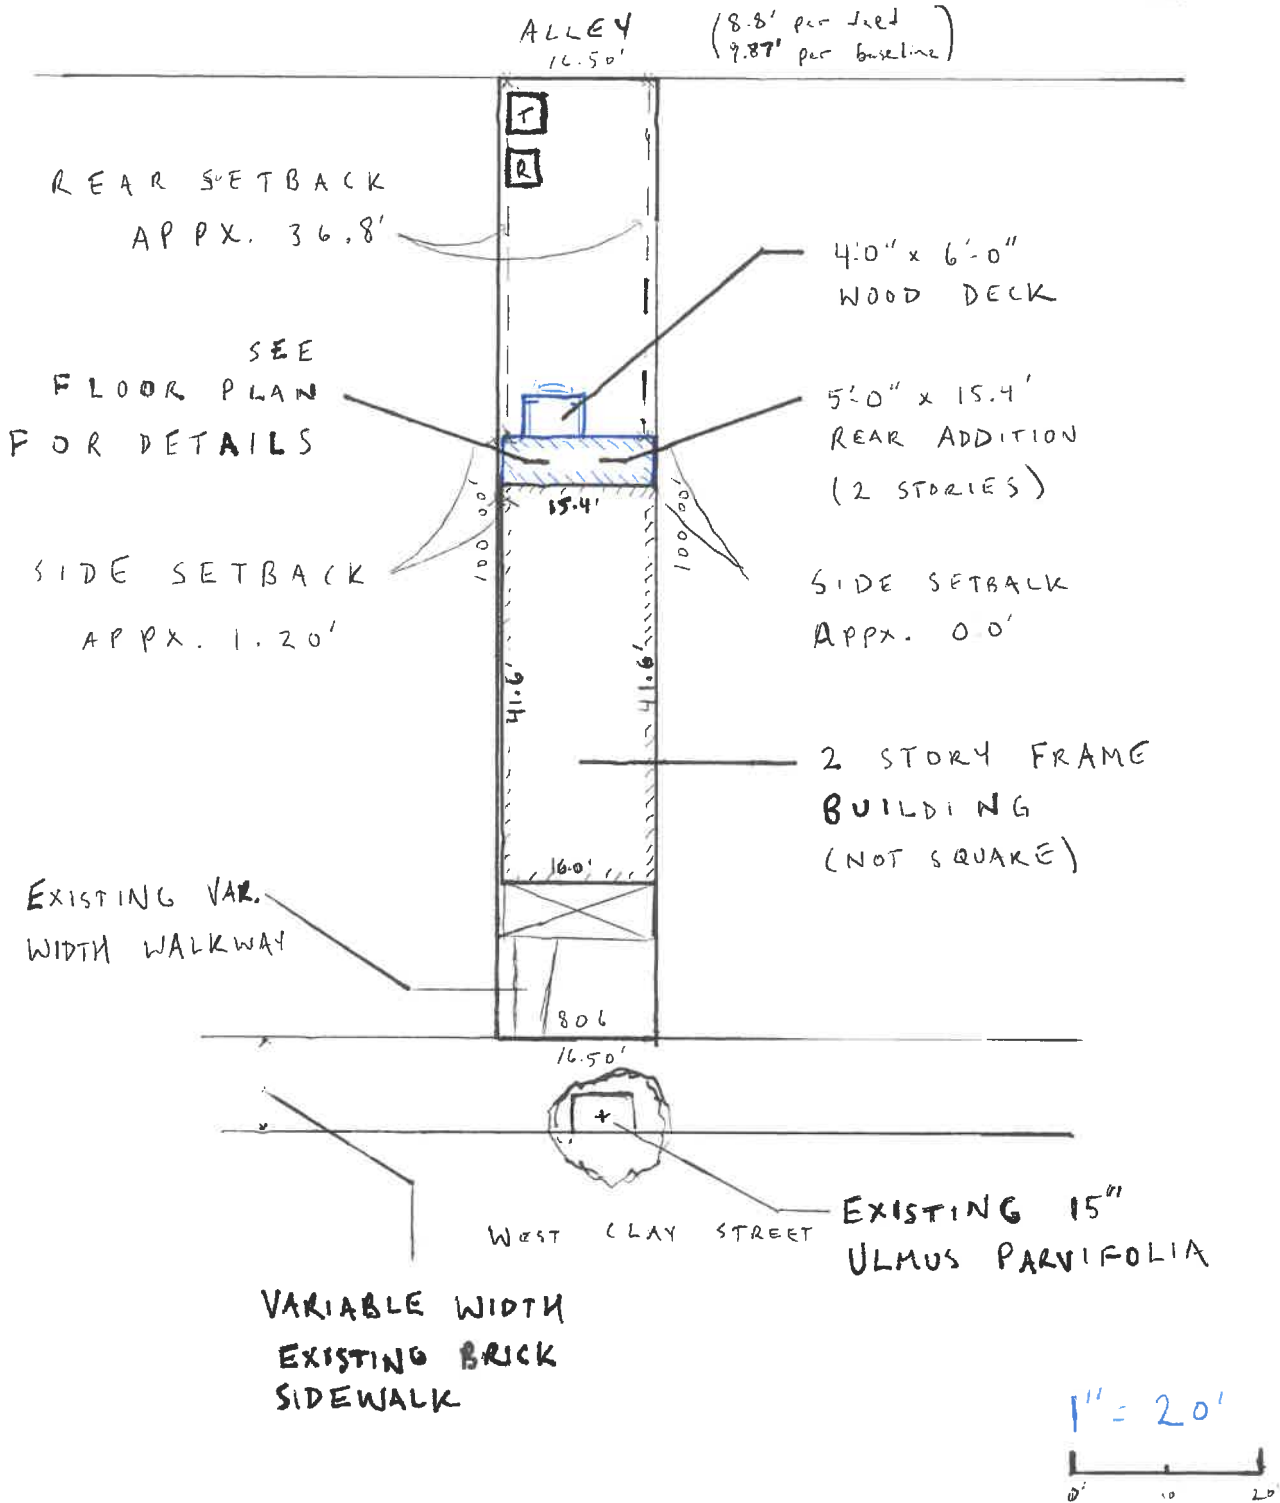 ALLEY
16.50'
(8.8' per deed
9.87' per baseline)
T
R
REAR SETBACK
APPX. 36.8'
4'-0" x 6'-0"
WOOD DECK
SEE
FLOOR PLAN
FOR DETAILS
5'-0" x 15.4'
REAR ADDITION
(2 STORIES)
15.4'
100.00'
100.00'
SIDE SETBACK
APPX. 1.20'
SIDE SETBACK
APPX. 0.0'
41.6'
41.6'
2 STORY FRAME
BUILDING
(NOT SQUARE)
16.0'
EXISTING VAR.
WIDTH WALKWAY
806
16.50'
+
WEST CLAY STREET
EXISTING 15"
ULMUS PARVIFOLIA
VARIABLE WIDTH
EXISTING BRICK
SIDEWALK
1" = 20'
0' 10 20'